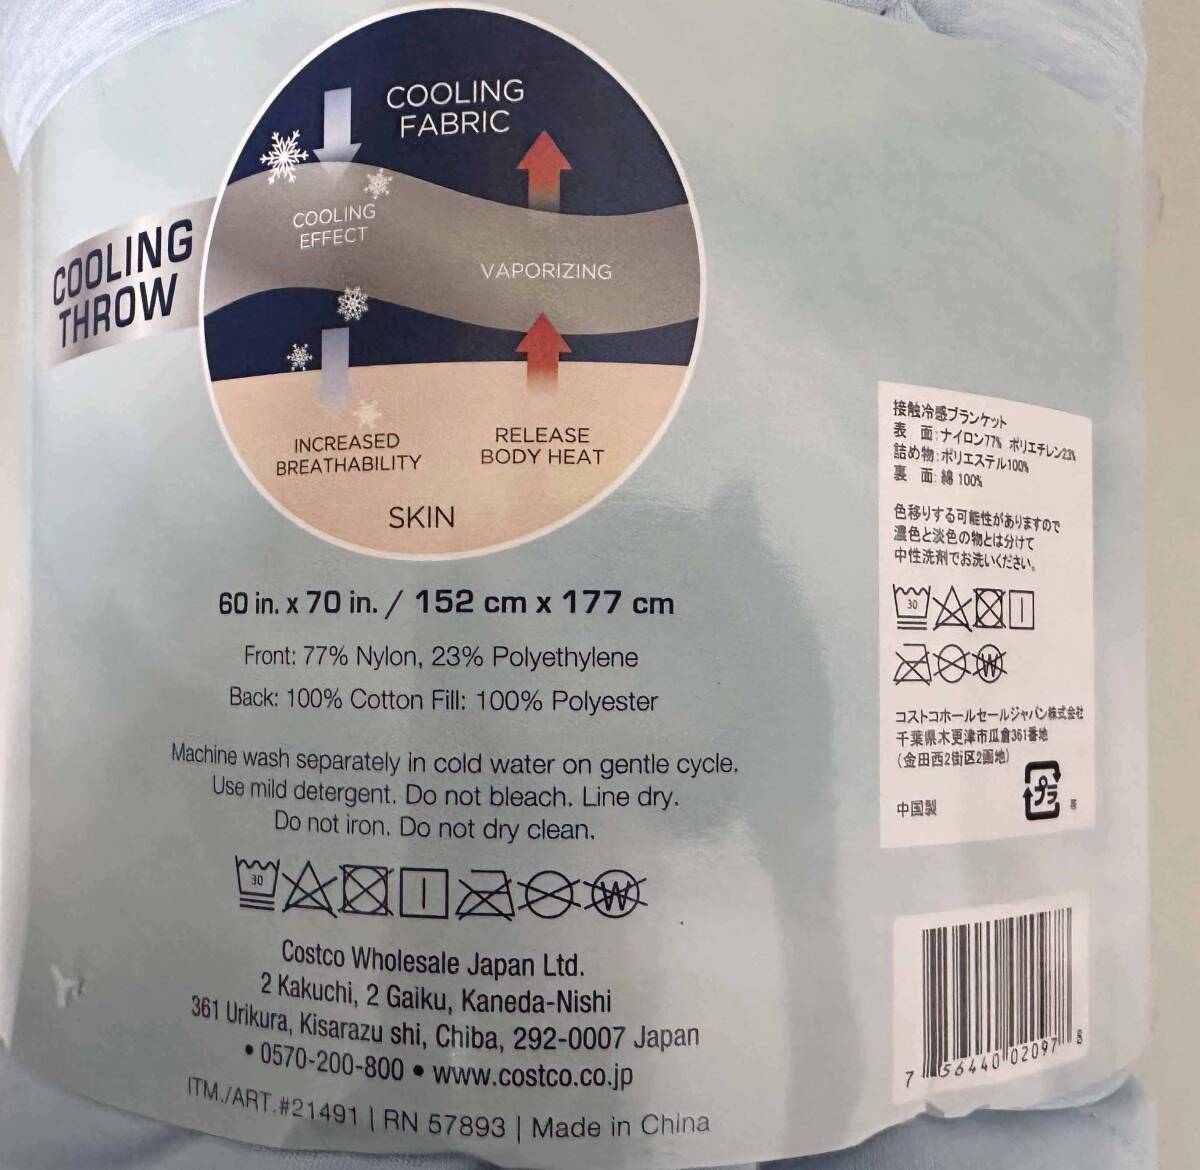 COOLING
FABRIC
COOLING
EFFECT
VAPORIZING
COOLING
THROW
INCREASED
BREATHABILITY
RELEASE
BODY HEAT
SKIN
60 in. x 70 in. / 152 cm x 177 cm
Front: 77% Nylon, 23% Polyethylene
Back: 100% Cotton Fill: 100% Polyester
Machine wash separately in cold water on gentle cycle.
Use mild detergent. Do not bleach. Line dry.
Do not iron. Do not dry clean.
30
W
Costco Wholesale Japan Ltd.
2 Kakuchi, 2 Gaiku, Kaneda-Nishi
361 Urikura, Kisarazu shi, Chiba, 292-0007 Japan
• 0570-200-800 • www.costco.co.jp
ITM./ART.#21491 | RN 57893 | Made in China
接触冷感ブランケット
表 面:ナイロン77% ポリエチレン23%
詰め物:ポリエステル100%
裏 面:綿 100%
色移りする可能性がありますので
濃色と淡色の物とは分けて
中性洗剤でお洗いください。
30
W
コストコホールセールジャパン株式会社
千葉県木更津市瓜倉361番地
(金田西2街区2画地)
中国製
プラ
7 56440 02097 8